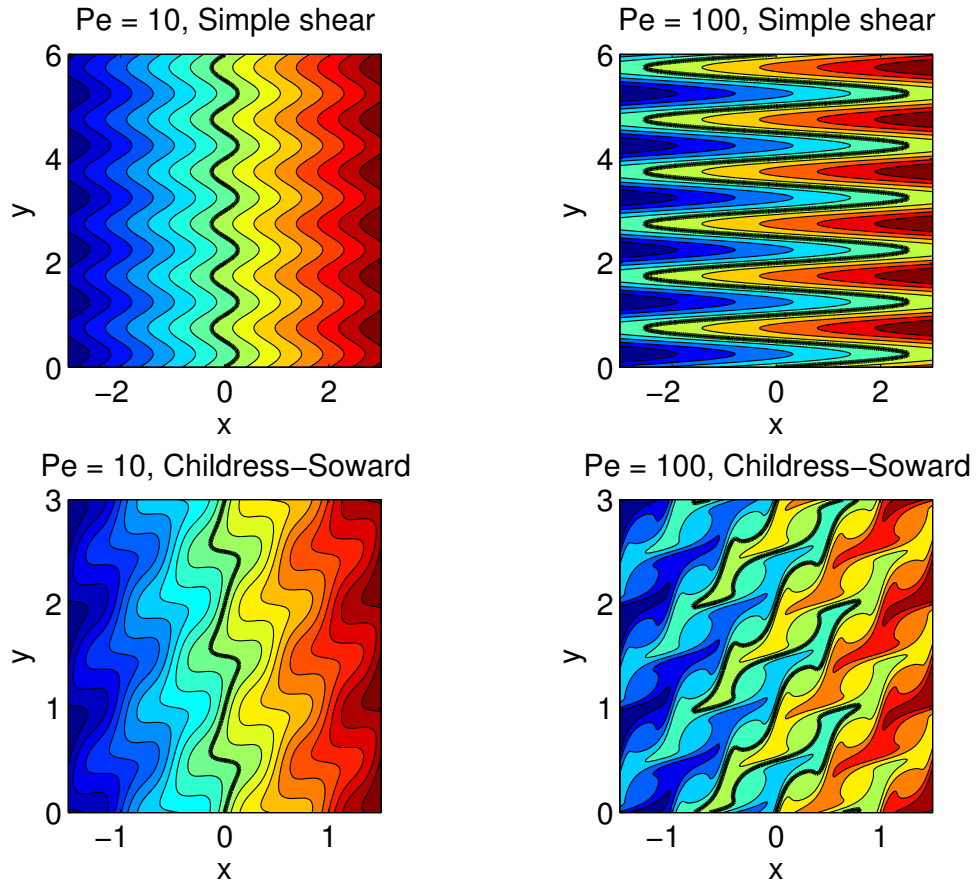 Pe = 10, Simple shear
6
4
2
0
y
−2
0
2
x
Pe = 100, Simple shear
6
4
2
0
y
−2
0
2
x
Pe = 10, Childress−Soward
3
2
1
0
y
−1
0
1
x
Pe = 100, Childress−Soward
3
2
1
0
y
−1
0
1
x